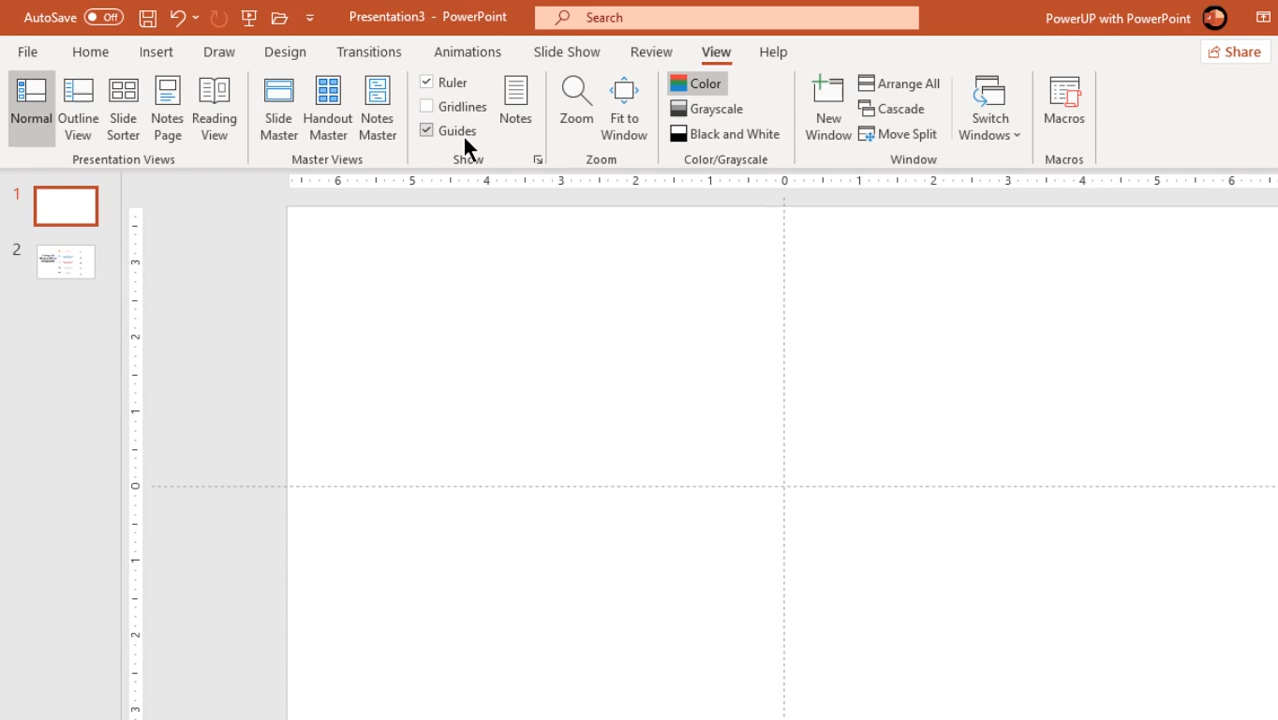 AutoSave Off Presentation3 - PowerPoint Search PowerUP with PowerPoint
File Home Insert Draw Design Transitions Animations Slide Show Review View Help Share
Normal Outline View Slide Sorter Notes Page Reading View
Presentation Views
Slide Master Handout Master Notes Master
Master Views
Ruler
Gridlines
Guides
Notes
Show
Zoom Fit to Window
Zoom
Color
Grayscale
Black and White
Color/Grayscale
New Window
Arrange All
Cascade
Move Split
Switch Windows
Window
Macros
Macros
6 5 4 3 2 1 0 1 2 3 4 5 6
1
2
3
2
1
0
1
2
3